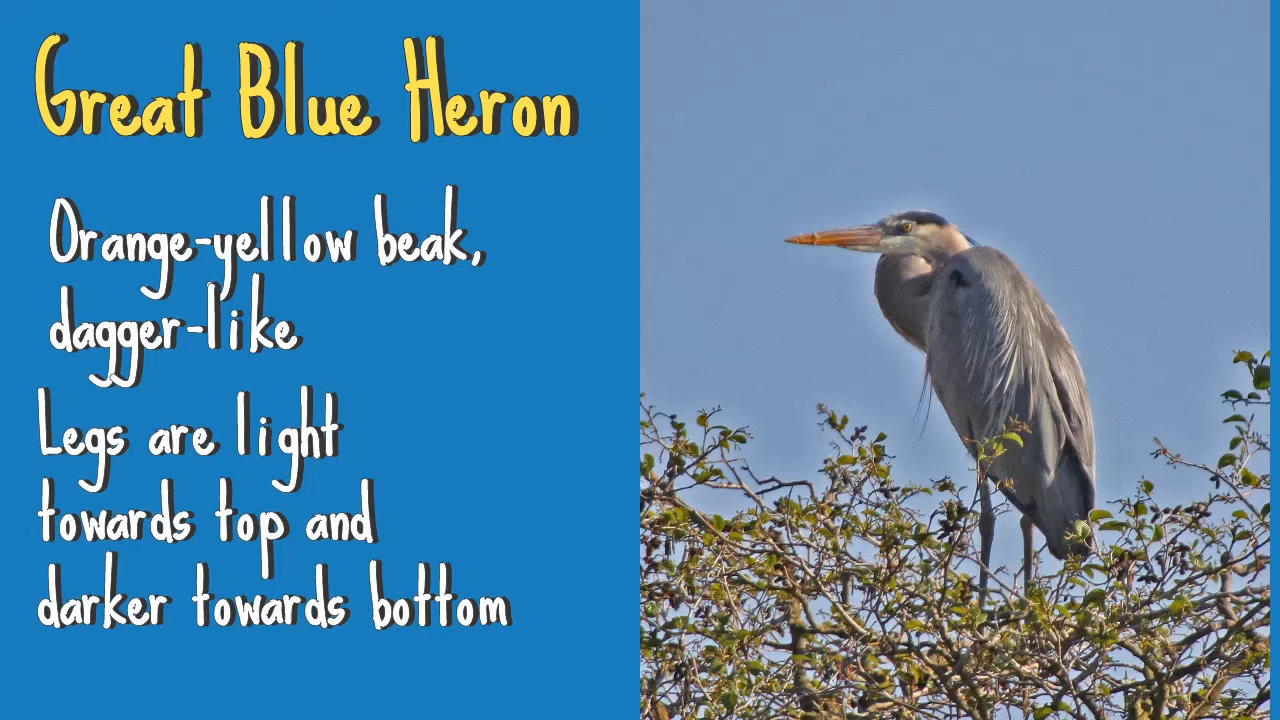 Great Blue Heron
Orange-yellow beak,
dagger-like
Legs are light
towards top and
darker towards bottom